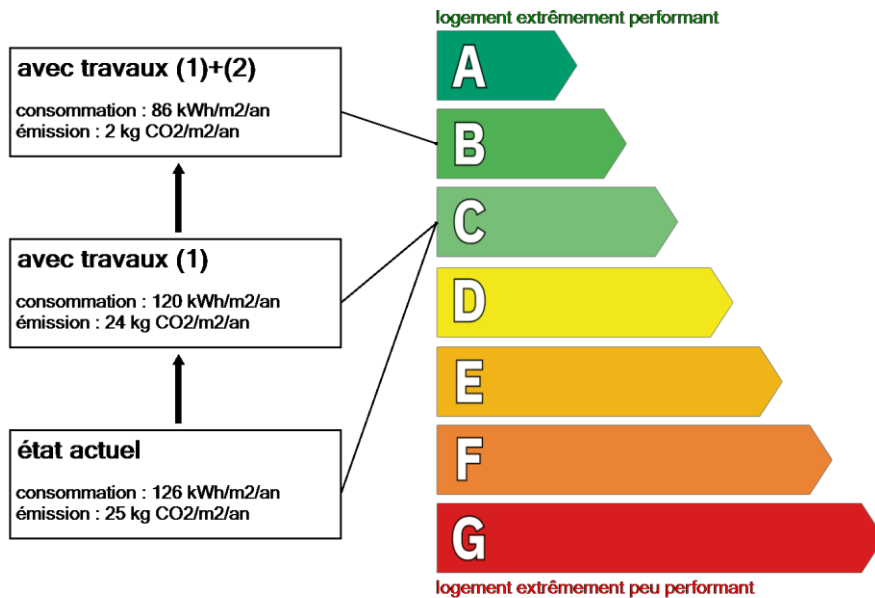 logement extrêmement performant
avec travaux (1)+(2)
consommation : 86 kWh/m2/an
émission : 2 kg CO2/m2/an
avec travaux (1)
consommation : 120 kWh/m2/an
émission : 24 kg CO2/m2/an
état actuel
consommation : 126 kWh/m2/an
émission : 25 kg CO2/m2/an
A
B
C
D
E
F
G
logement extrêmement peu performant